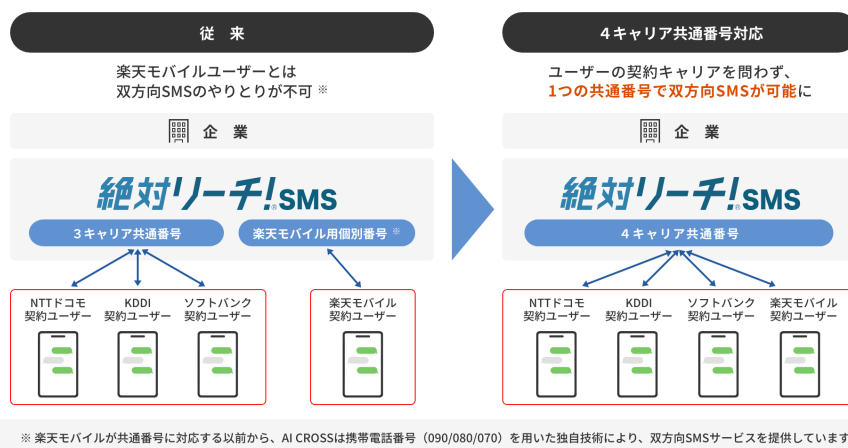 従 来
楽天モバイルユーザーとは
双方向SMSのやりとりが不可 ※
企 業
絶対リーチ!® SMS
3キャリア共通番号
楽天モバイル用個別番号 ※
NTTドコモ
契約ユーザー
KDDI
契約ユーザー
ソフトバンク
契約ユーザー
楽天モバイル
契約ユーザー
4キャリア共通番号対応
ユーザーの契約キャリアを問わず、
1つの共通番号で双方向SMSが可能に
企 業
絶対リーチ!® SMS
4キャリア共通番号
NTTドコモ
契約ユーザー
KDDI
契約ユーザー
ソフトバンク
契約ユーザー
楽天モバイル
契約ユーザー
※ 楽天モバイルが共通番号に対応する以前から、AI CROSSは携帯電話番号（090/080/070）を用いた独自技術により、双方向SMSサービスを提供しています